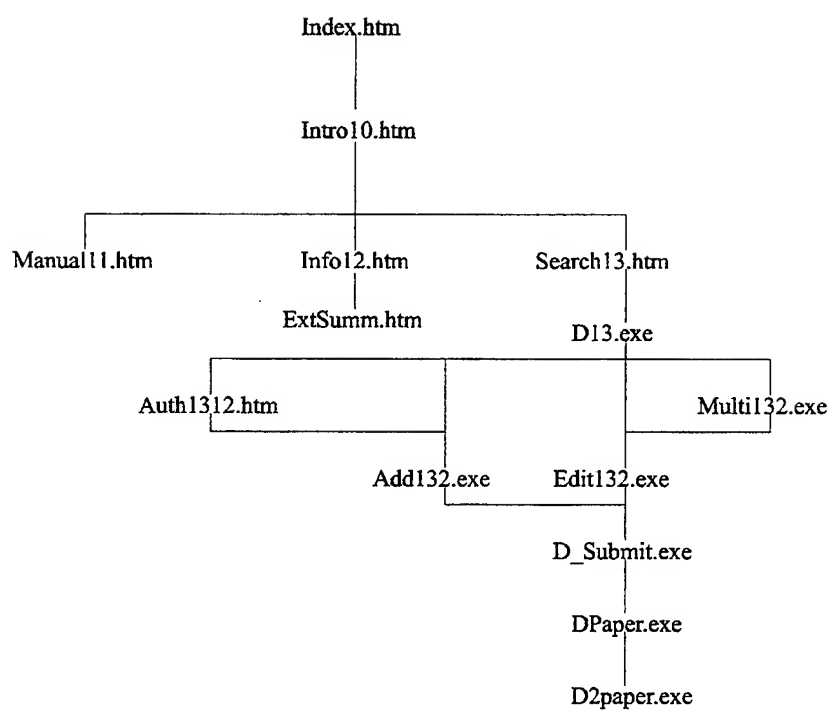 Index.htm
Intro10.htm
Manual11.htm Info12.htm Search13.htm
ExtSumm.htm
D13.exe
Auth1312.htm Multi132.exe
Add132.exe Edit132.exe
D_Submit.exe
DPaper.exe
D2paper.exe